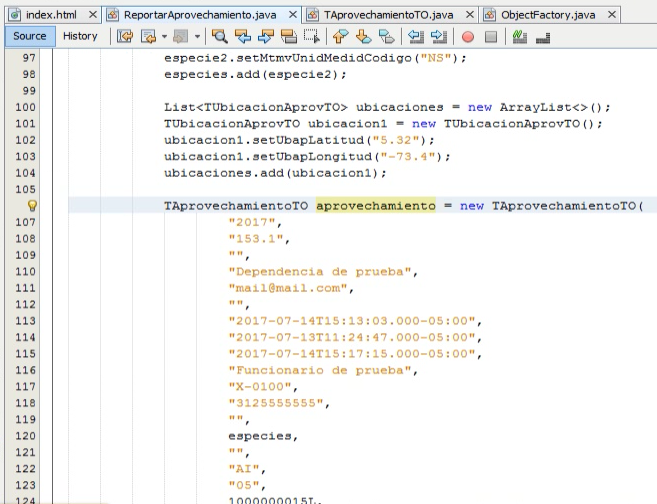 index.html ReportarAprovechamiento.java TAprovechamientoTO.java ObjectFactory.java
Source History
97 especie2.setMtmvUnidMedidCodigo("NS");
98 especies.add(especie2);
99
100 List<TUbicacionAprovTO> ubicaciones = new ArrayList<>();
101 TUbicacionAprovTO ubicacion1 = new TUbicacionAprovTO();
102 ubicacion1.setUbapLatitud("5.32");
103 ubicacion1.setUbapLongitud("-73.4");
104 ubicaciones.add(ubicacion1);
105
TAprovechamientoTO aprovechamiento = new TAprovechamientoTO(
107 "2017",
108 "153.1",
109 "",
110 "Dependencia de prueba",
111 "mail@mail.com",
112 "",
113 "2017-07-14T15:13:03.000-05:00",
114 "2017-07-13T11:24:47.000-05:00",
115 "2017-07-14T15:17:15.000-05:00",
116 "Funcionario de prueba",
117 "X-0100",
118 "3125555555",
119 "",
120 especies,
121 "",
122 "AI",
123 "05",
124 1000000015L,